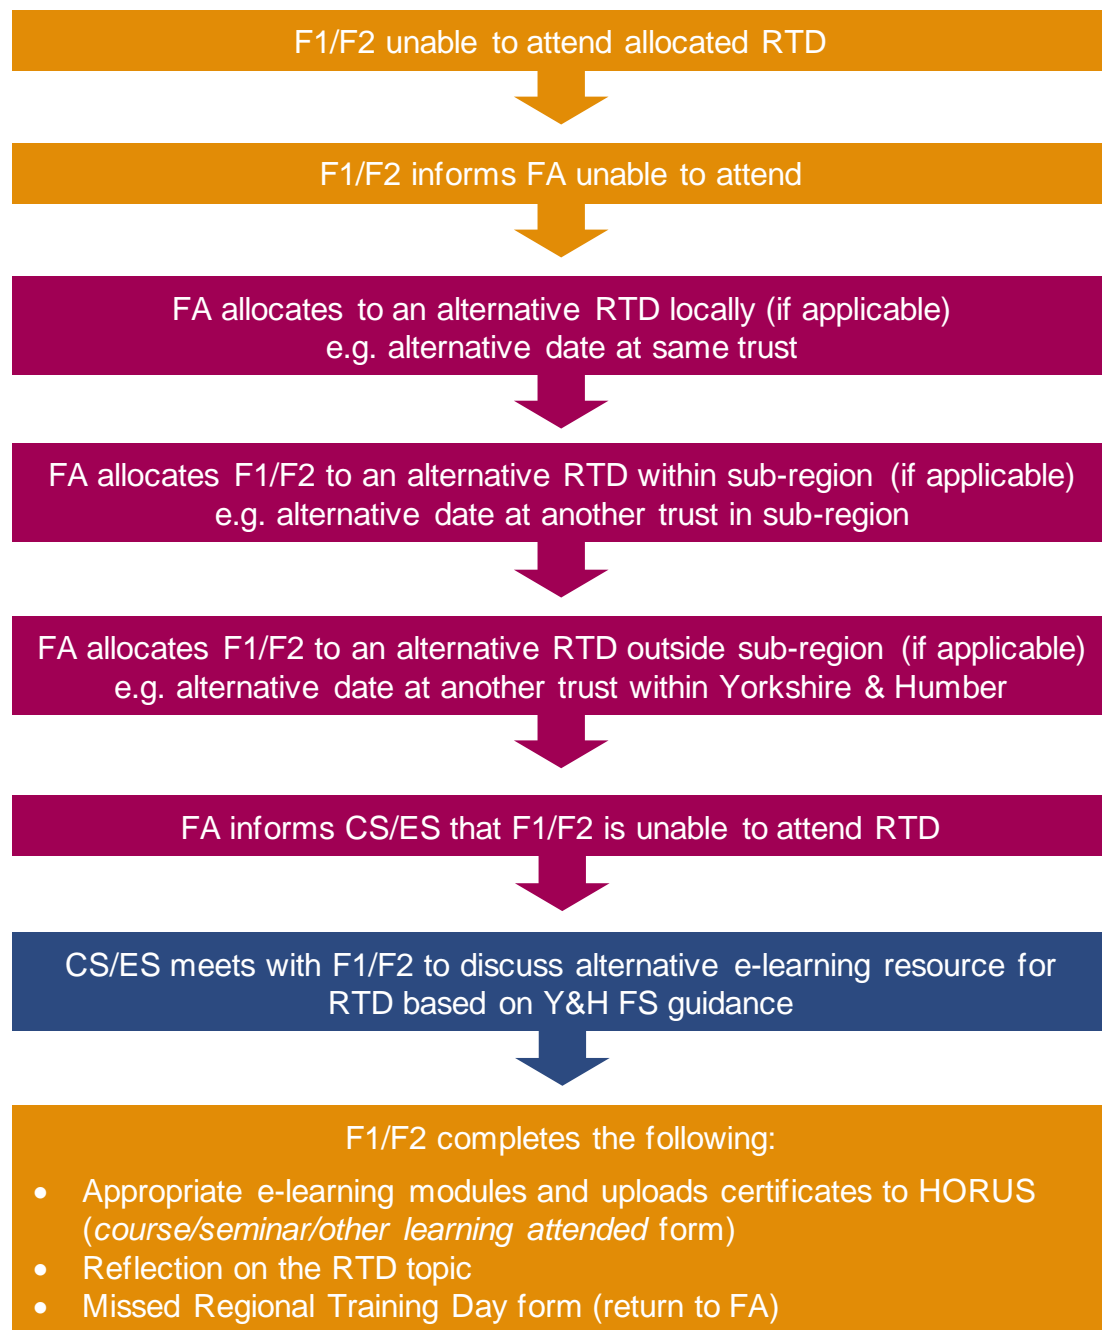 F1/F2 unable to attend allocated RTD
F1/F2 informs FA unable to attend
FA allocates to an alternative RTD locally (if applicable)
e.g. alternative date at same trust
FA allocates F1/F2 to an alternative RTD within sub-region (if applicable)
e.g. alternative date at another trust in sub-region
FA allocates F1/F2 to an alternative RTD outside sub-region (if applicable)
e.g. alternative date at another trust within Yorkshire & Humber
FA informs CS/ES that F1/F2 is unable to attend RTD
CS/ES meets with F1/F2 to discuss alternative e-learning resource for
RTD based on Y&H FS guidance
F1/F2 completes the following:
• Appropriate e-learning modules and uploads certificates to HORUS
(course/seminar/other learning attended form)
• Reflection on the RTD topic
• Missed Regional Training Day form (return to FA)